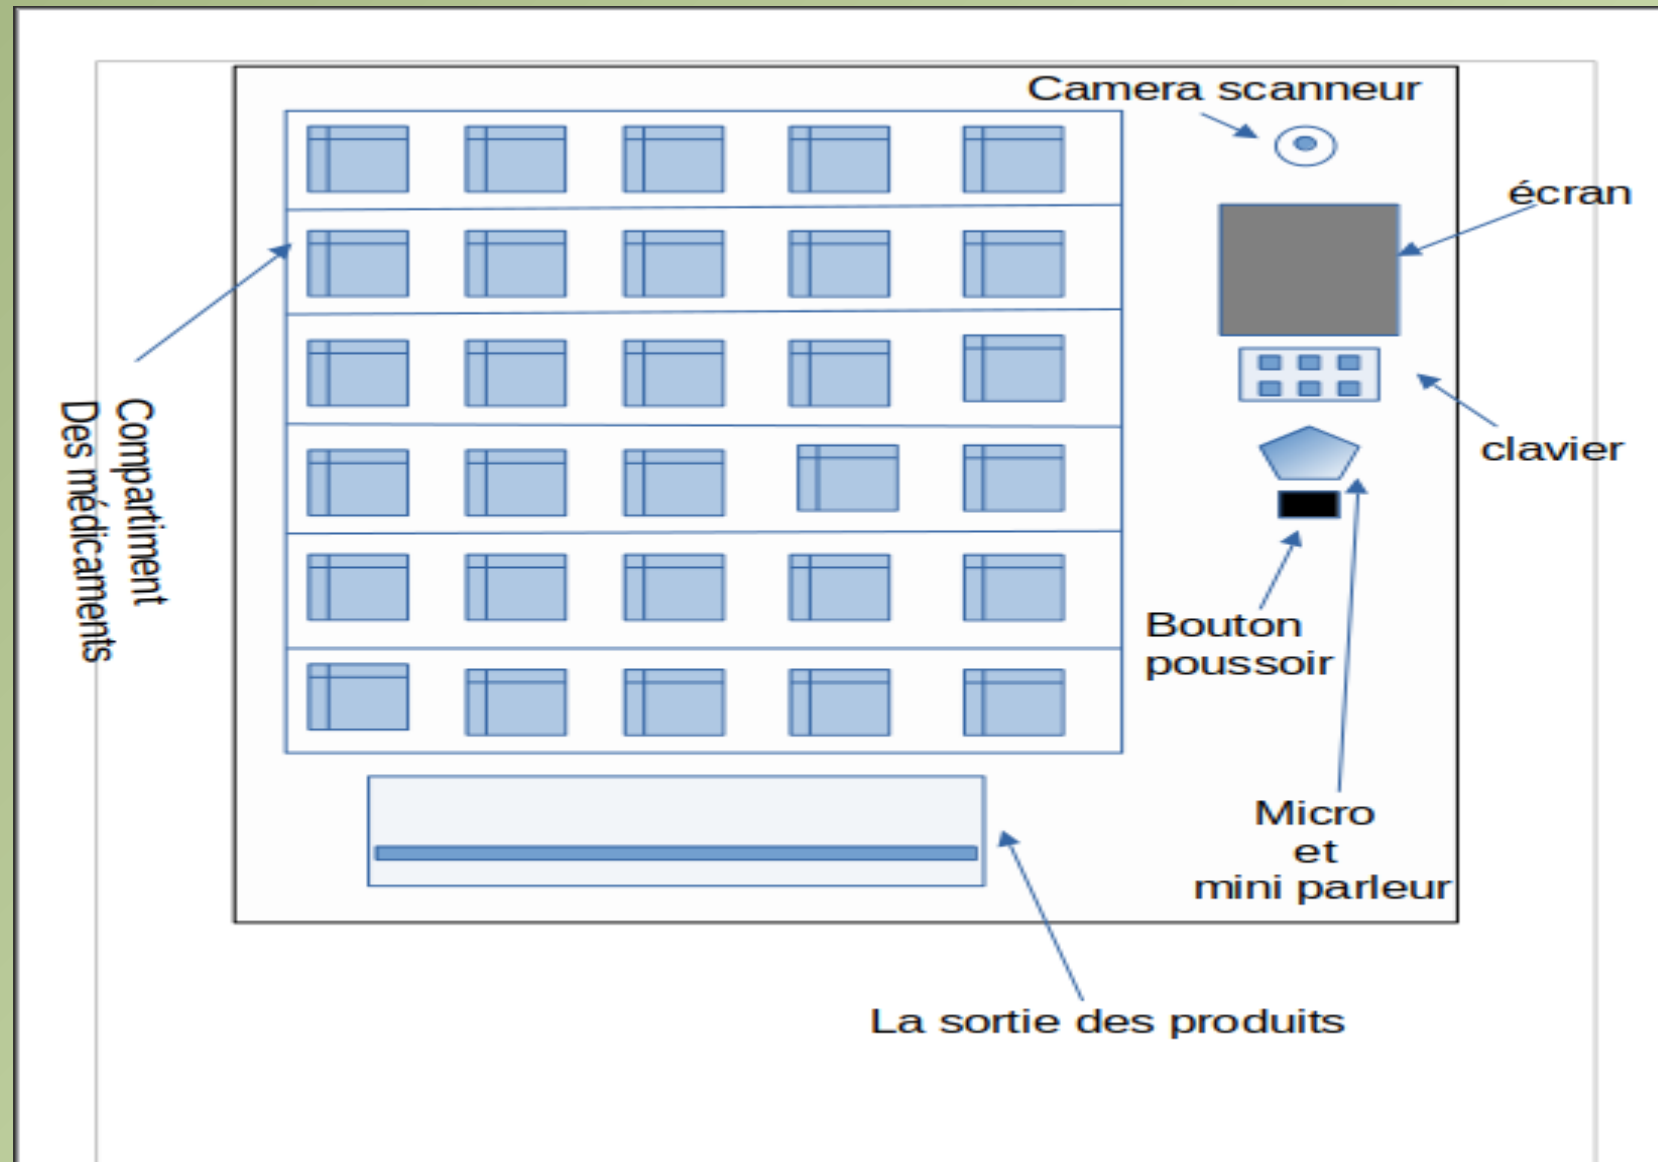 Camera scanneur
écran
clavier
Compartiment
Des médicaments
Bouton
poussoir
Micro
et
mini parleur
La sortie des produits